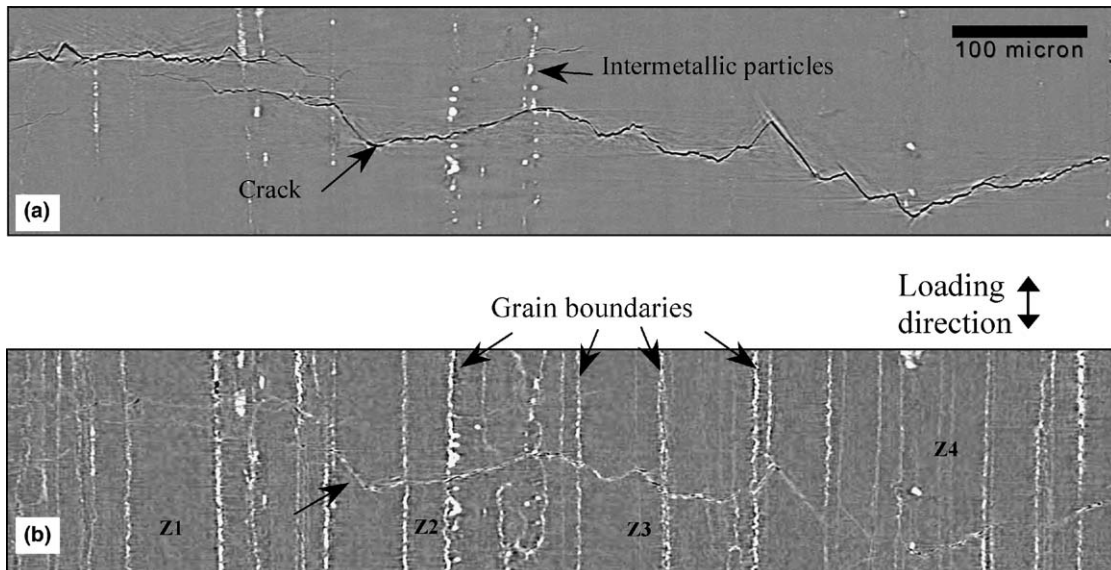 100 micron
Intermetallic particles
Crack
(a)
Loading
direction
Grain boundaries
Z4
Z1
Z2
Z3
(b)